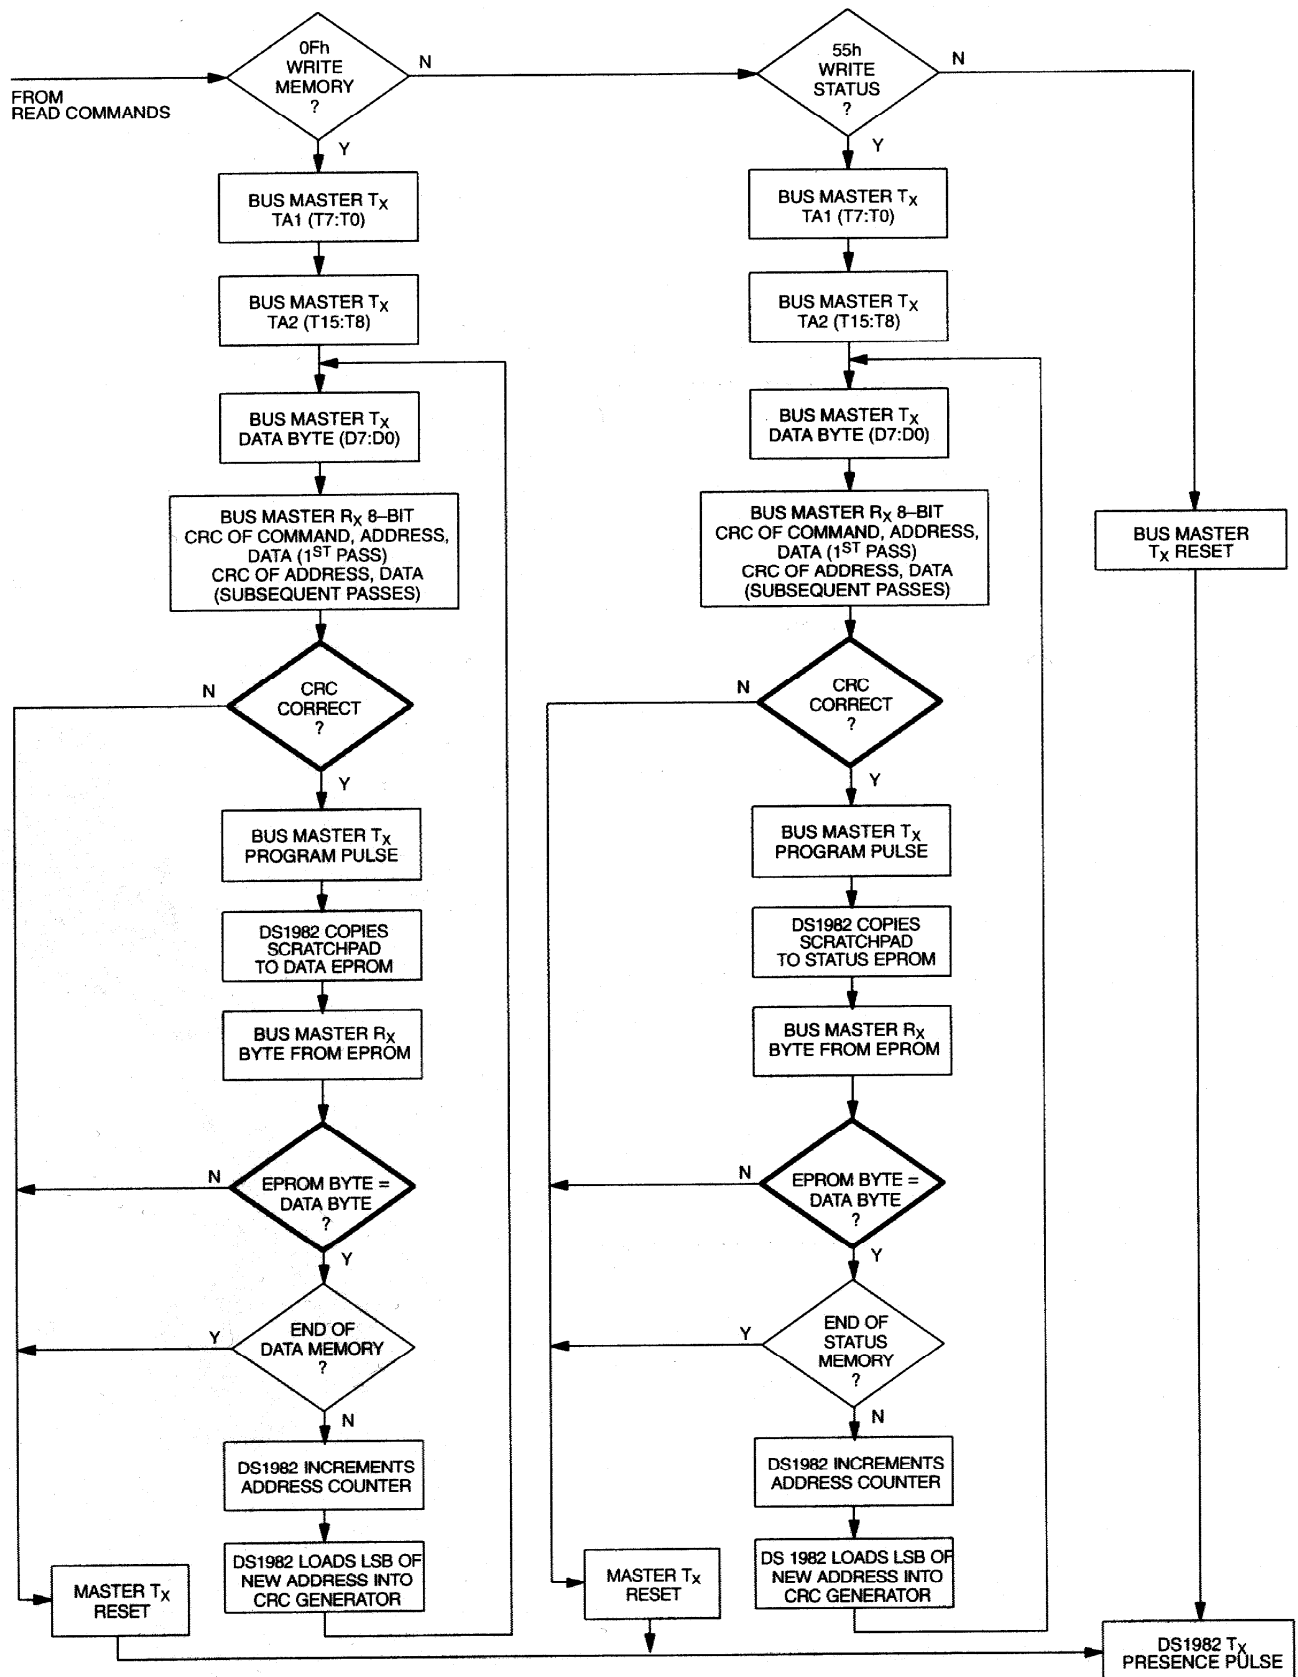 FROM
READ COMMANDS
0Fh
WRITE
MEMORY
?
N
Y
BUS MASTER TX
TA1 (T7:T0)
BUS MASTER TX
TA2 (T15:T8)
BUS MASTER TX
DATA BYTE (D7:D0)
BUS MASTER RX 8–BIT
CRC OF COMMAND, ADDRESS,
DATA (1ST PASS)
CRC OF ADDRESS, DATA
(SUBSEQUENT PASSES)
CRC
CORRECT
?
N
Y
BUS MASTER TX
PROGRAM PULSE
DS1982 COPIES
SCRATCHPAD
TO DATA EPROM
BUS MASTER RX
BYTE FROM EPROM
EPROM BYTE =
DATA BYTE
?
N
Y
END OF
DATA MEMORY
?
Y
N
DS1982 INCREMENTS
ADDRESS COUNTER
DS1982 LOADS LSB OF
NEW ADDRESS INTO
CRC GENERATOR
MASTER TX
RESET
55h
WRITE
STATUS
?
N
Y
BUS MASTER TX
TA1 (T7:T0)
BUS MASTER TX
TA2 (T15:T8)
BUS MASTER TX
DATA BYTE (D7:D0)
BUS MASTER RX 8–BIT
CRC OF COMMAND, ADDRESS,
DATA (1ST PASS)
CRC OF ADDRESS, DATA
(SUBSEQUENT PASSES)
CRC
CORRECT
?
N
Y
BUS MASTER TX
PROGRAM PULSE
DS1982 COPIES
SCRATCHPAD
TO STATUS EPROM
BUS MASTER RX
BYTE FROM EPROM
EPROM BYTE =
DATA BYTE
?
N
Y
END OF
STATUS
MEMORY
?
Y
N
DS1982 INCREMENTS
ADDRESS COUNTER
DS 1982 LOADS LSB OF
NEW ADDRESS INTO
CRC GENERATOR
MASTER TX
RESET
BUS MASTER
TX RESET
DS1982 TX
PRESENCE PULSE